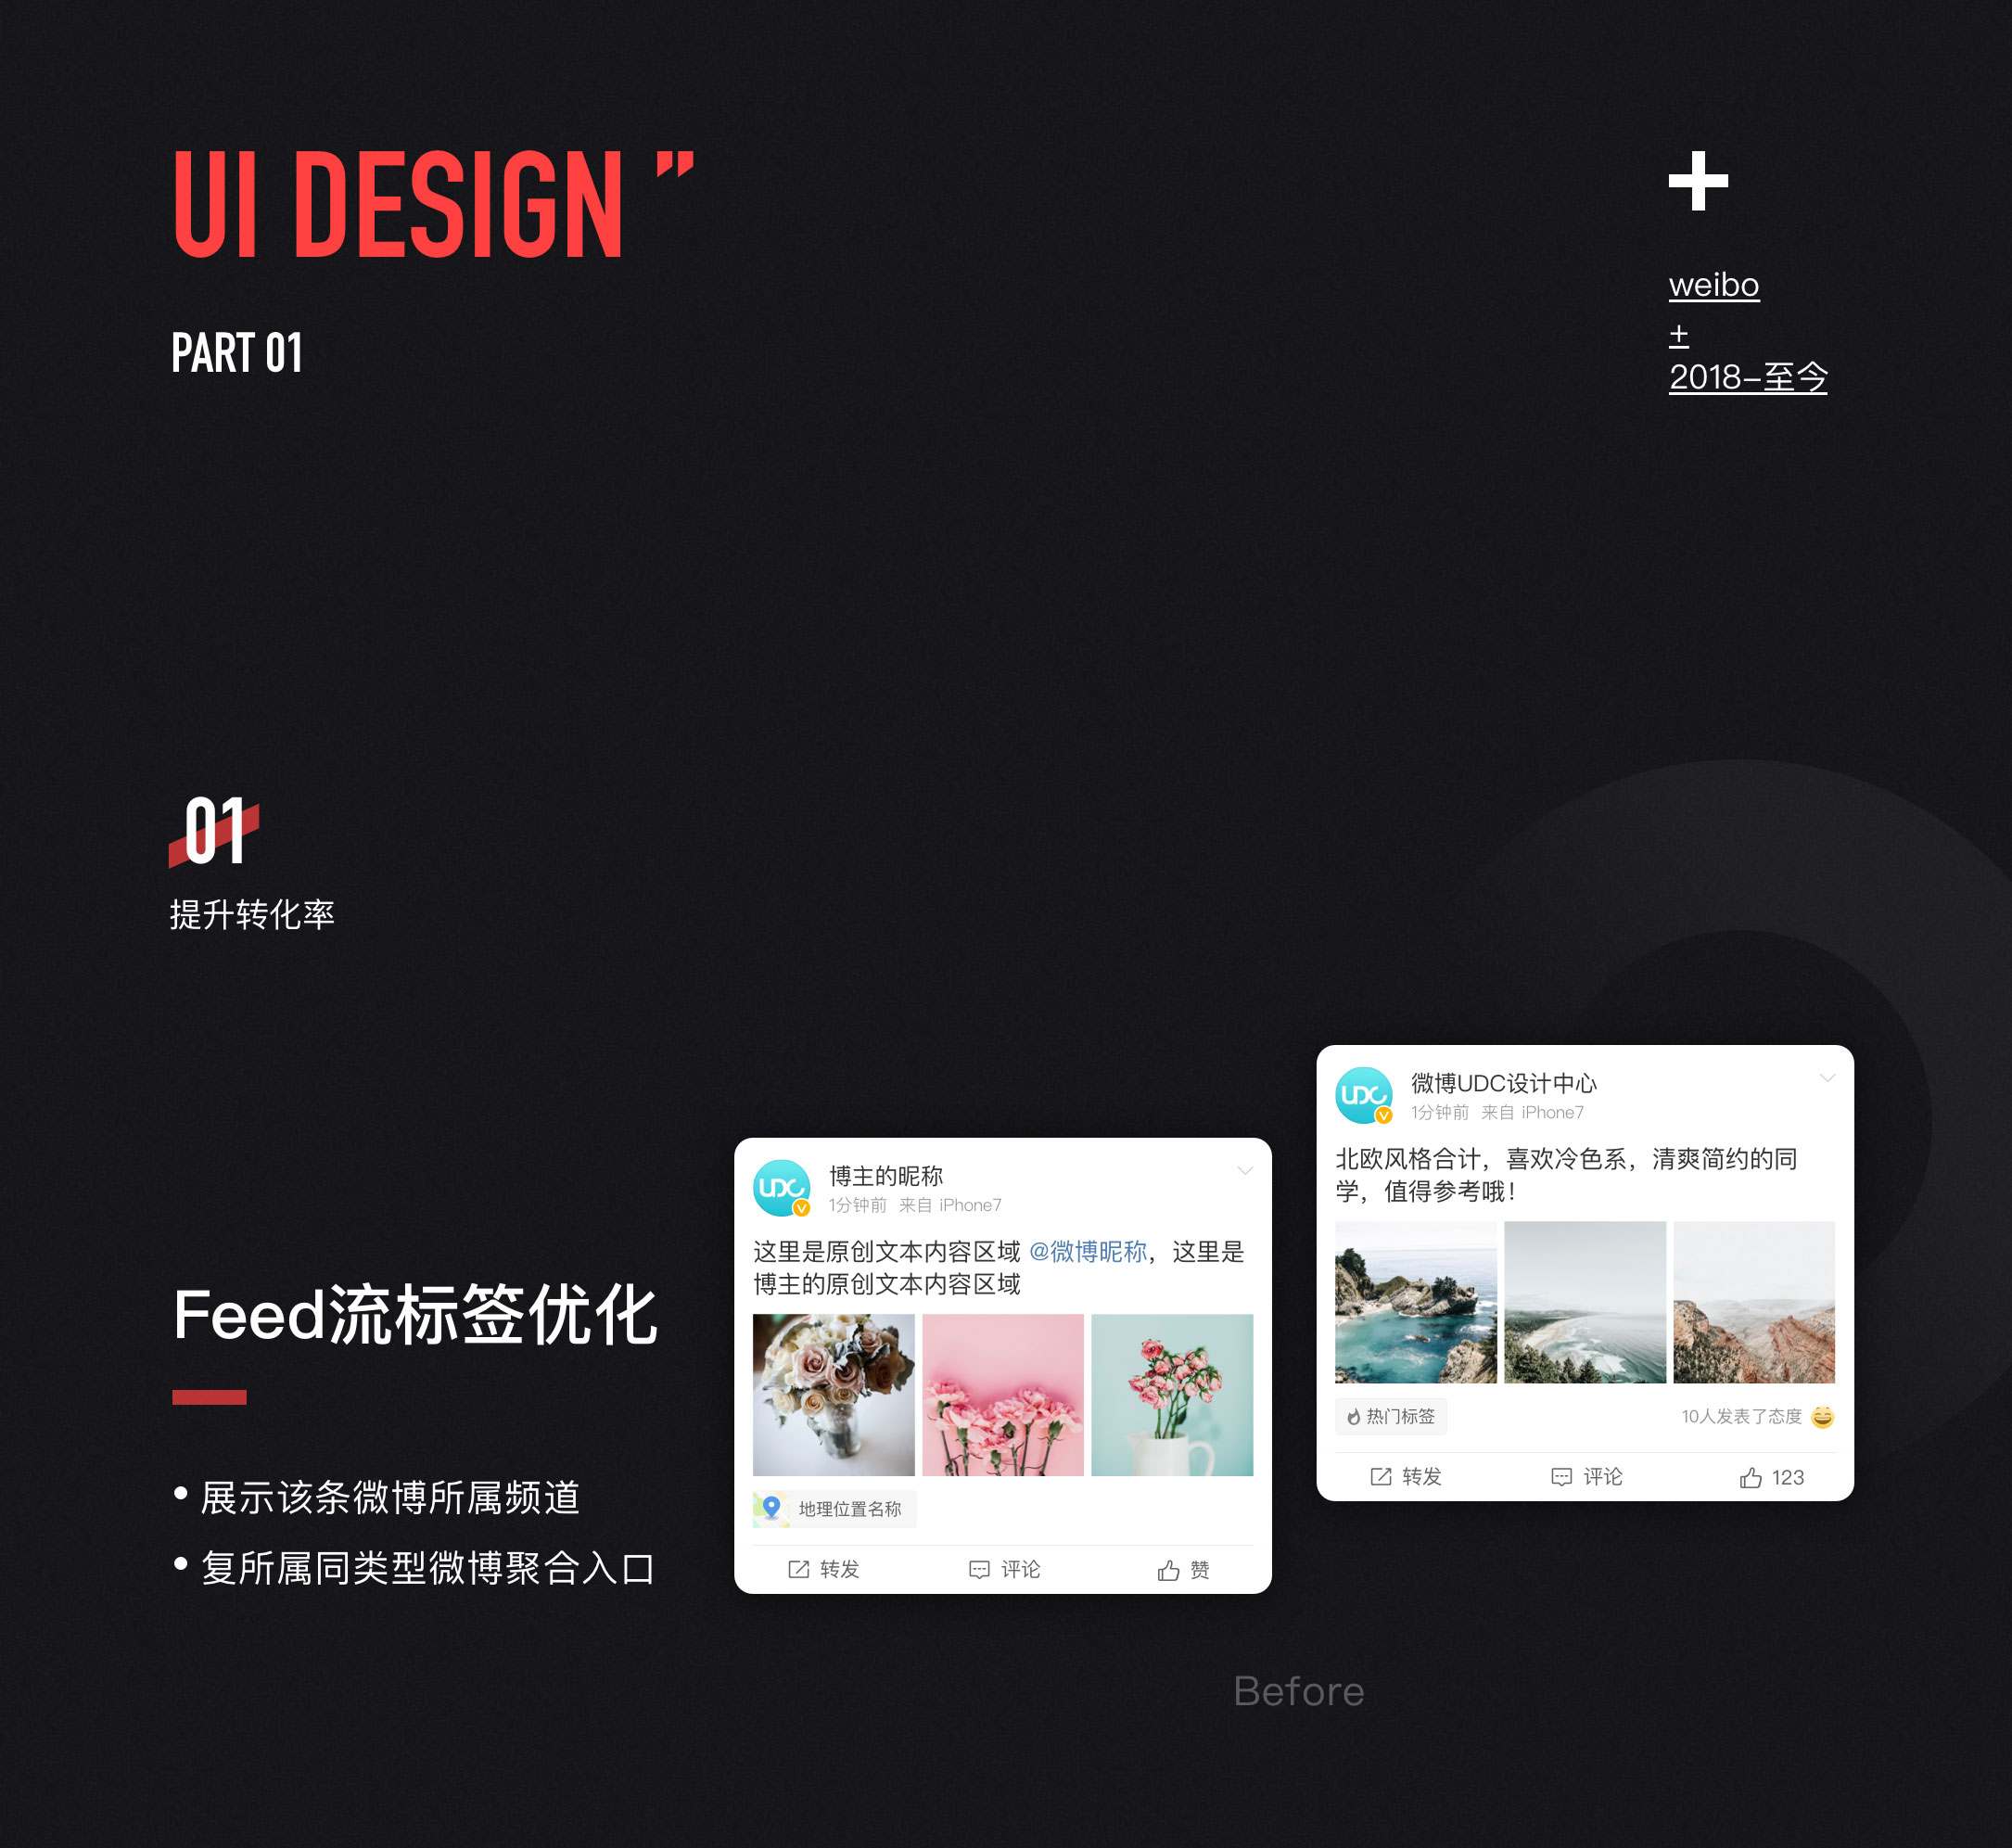 UI DESIGN ”
PART 01
+
weibo
+
2018–至今
01
提升转化率
Feed流标签优化
• 展示该条微博所属频道
• 复所属同类型微博聚合入口
UDC
V
博主的昵称
1分钟前 来自 iPhone7
这里是原创文本内容区域 @微博昵称，这里是
博主的原创文本内容区域
地理位置名称
转发 评论 赞
UDC
V
微博UDC设计中心
1分钟前 来自 iPhone7
北欧风格合计，喜欢冷色系，清爽简约的同
学，值得参考哦！
热门标签 10人发表了态度
转发 评论 123
Before